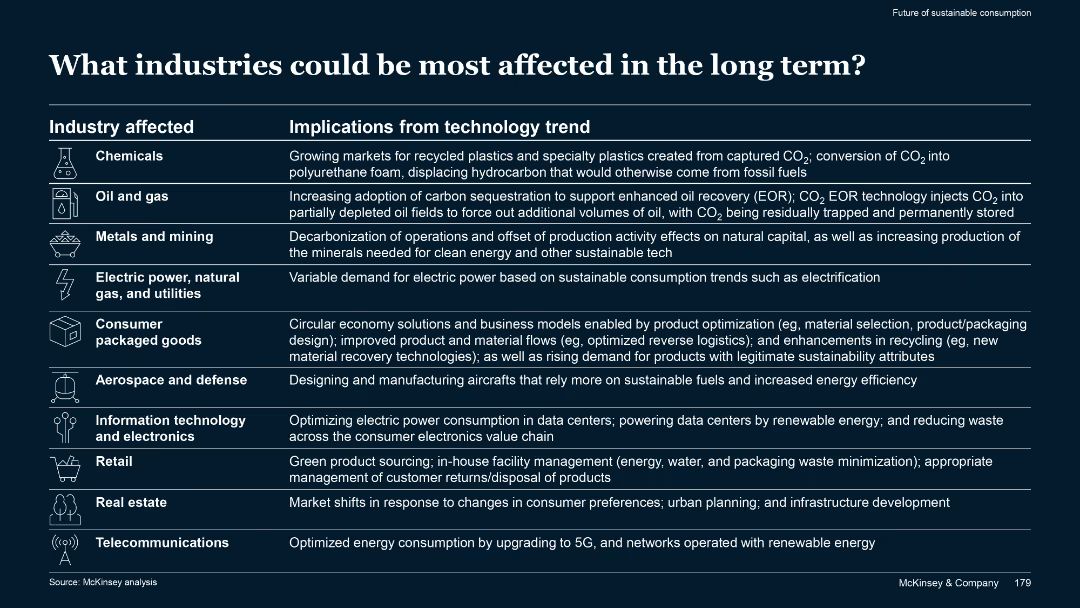 Future of sustainable consumption
What industries could be most affected in the long term?
Industry affected
Implications from technology trend
Chemicals
Growing markets for recycled plastics and specialty plastics created from captured CO₂; conversion of CO₂ into
polyurethane foam, displacing hydrocarbon that would otherwise come from fossil fuels
Oil and gas
Increasing adoption of carbon sequestration to support enhanced oil recovery (EOR); CO₂ EOR technology injects CO₂ into
partially depleted oil fields to force out additional volumes of oil, with CO₂ being residually trapped and permanently stored
Metals and mining
Decarbonization of operations and offset of production activity effects on natural capital, as well as increasing production of
the minerals needed for clean energy and other sustainable tech
Electric power, natural
gas, and utilities
Variable demand for electric power based on sustainable consumption trends such as electrification
Consumer
packaged goods
Circular economy solutions and business models enabled by product optimization (eg, material selection, product/packaging
design); improved product and material flows (eg, optimized reverse logistics); and enhancements in recycling (eg, new
material recovery technologies); as well as rising demand for products with legitimate sustainability attributes
Aerospace and defense
Designing and manufacturing aircrafts that rely more on sustainable fuels and increased energy efficiency
Information technology
and electronics
Optimizing electric power consumption in data centers; powering data centers by renewable energy; and reducing waste
across the consumer electronics value chain
Retail
Green product sourcing; in-house facility management (energy, water, and packaging waste minimization); appropriate
management of customer returns/disposal of products
Real estate
Market shifts in response to changes in consumer preferences; urban planning; and infrastructure development
Telecommunications
Optimized energy consumption by upgrading to 5G, and networks operated with renewable energy
Source: McKinsey analysis
McKinsey & Company 179